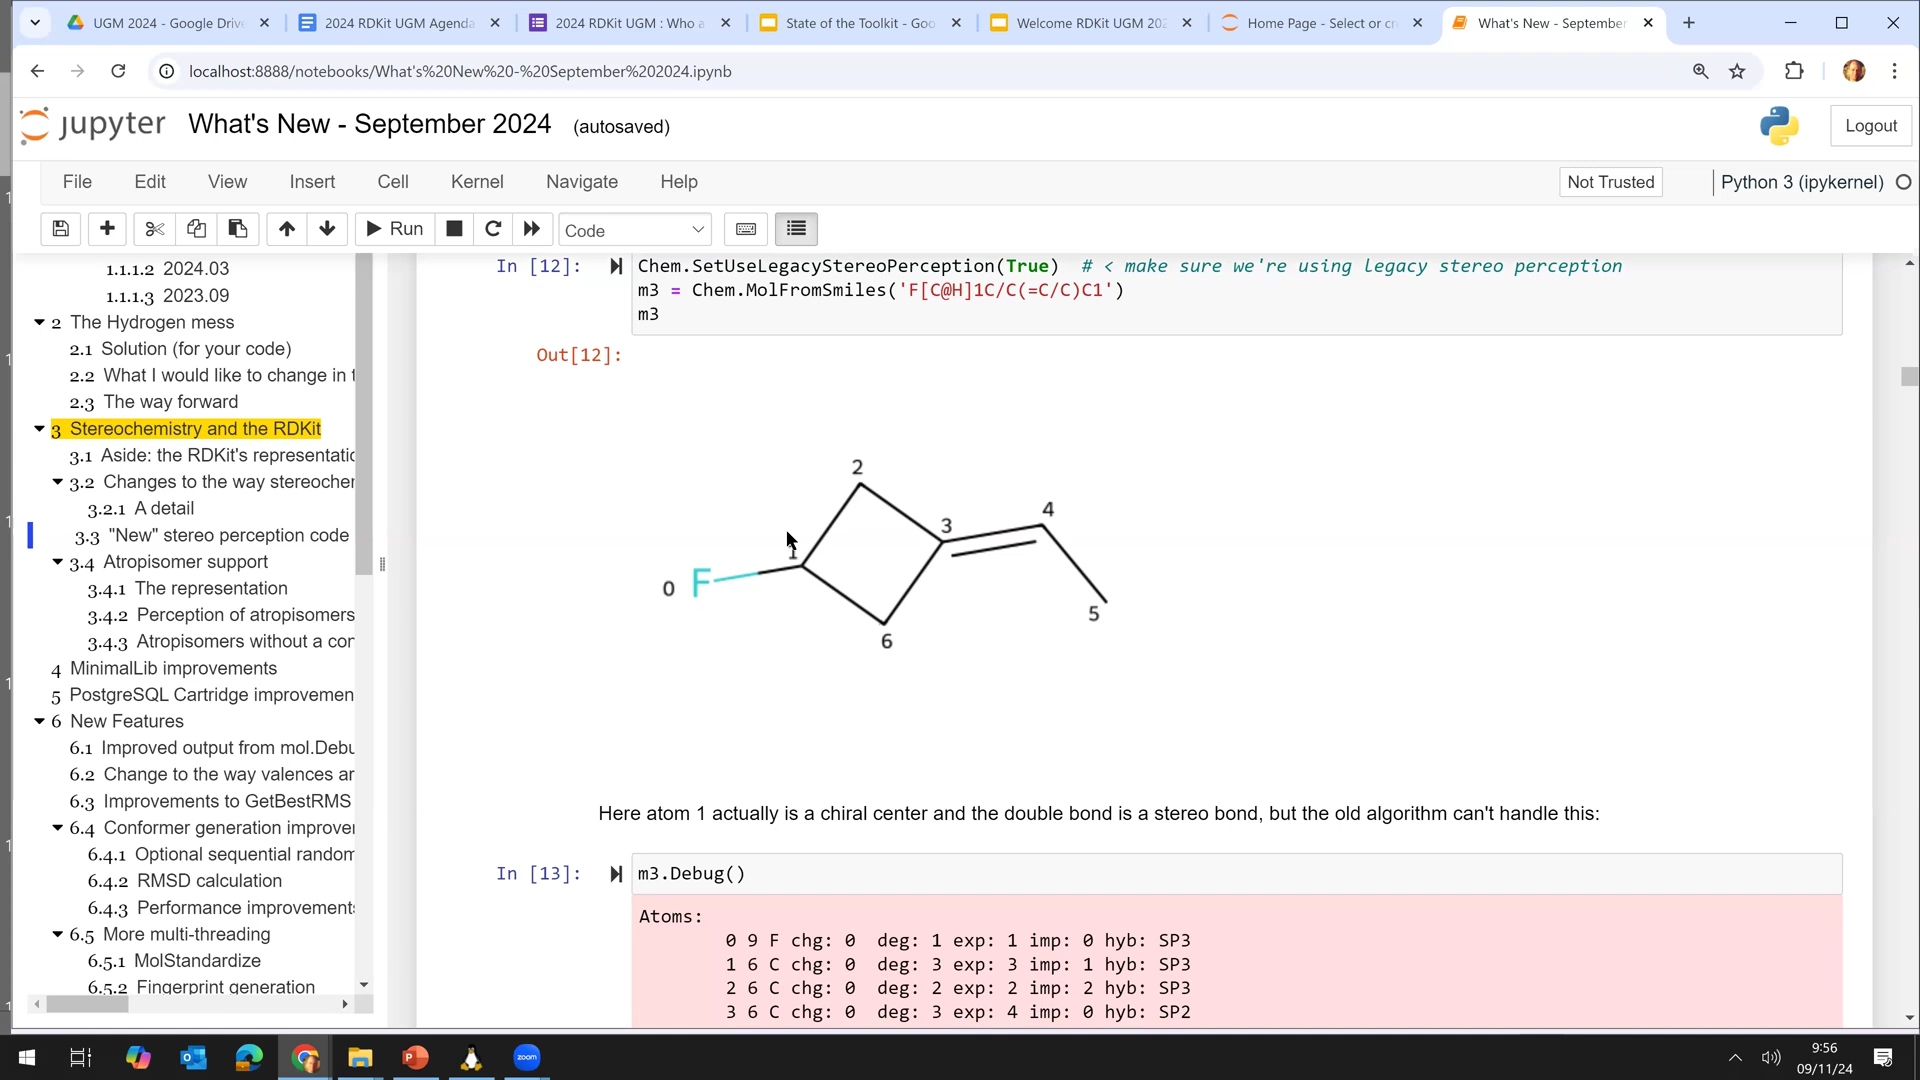 UGM 2024 - Google Drive
2024 RDKit UGM Agenda
2024 RDKit UGM : Who a
State of the Toolkit - Goo
Welcome RDKit UGM 202
Home Page - Select or cr
What's New - September
localhost:8888/notebooks/What's%20New%20-%20September%202024.ipynb
jupyter What's New - September 2024 (autosaved)
Logout
File Edit View Insert Cell Kernel Navigate Help
Not Trusted
Python 3 (ipykernel)
Run
Code
1.1.1.2 2024.03
1.1.1.3 2023.09
2 The Hydrogen mess
2.1 Solution (for your code)
2.2 What I would like to change in t
2.3 The way forward
3 Stereochemistry and the RDKit
3.1 Aside: the RDKit's representatio
3.2 Changes to the way stereocher
3.2.1 A detail
3.3 "New" stereo perception code
3.4 Atropisomer support
3.4.1 The representation
3.4.2 Perception of atropisomers
3.4.3 Atropisomers without a con
4 MinimalLib improvements
5 PostgreSQL Cartridge improvemen
6 New Features
6.1 Improved output from mol.Debu
6.2 Change to the way valences ar
6.3 Improvements to GetBestRMS
6.4 Conformer generation improver
6.4.1 Optional sequential random
6.4.2 RMSD calculation
6.4.3 Performance improvements
6.5 More multi-threading
6.5.1 MolStandardize
6.5.2 Fingerprint generation
In [12]:
Chem.SetUseLegacyStereoPerception(True) # < make sure we're using legacy stereo perception
m3 = Chem.MolFromSmiles('F[C@H]1C/C(=C/C)C1')
m3
Out[12]:
2
4
3
1
0 F
5
6
Here atom 1 actually is a chiral center and the double bond is a stereo bond, but the old algorithm can't handle this:
In [13]:
m3.Debug()
Atoms:
0 9 F chg: 0 deg: 1 exp: 1 imp: 0 hyb: SP3
1 6 C chg: 0 deg: 3 exp: 3 imp: 1 hyb: SP3
2 6 C chg: 0 deg: 2 exp: 2 imp: 2 hyb: SP3
3 6 C chg: 0 deg: 3 exp: 4 imp: 0 hyb: SP2
zoom
9:56
09/11/24